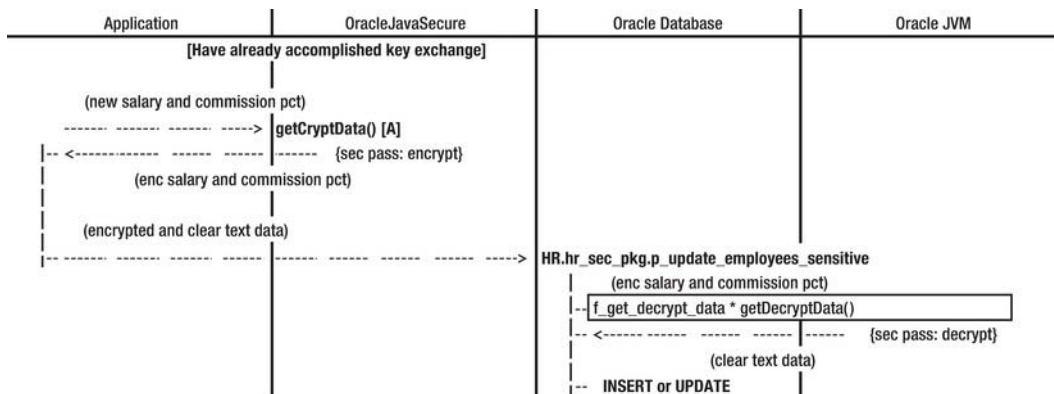 Application OracleJavaSecure Oracle Database Oracle JVM
[Have already accomplished key exchange]
(new salary and commission pct)
getCryptData() [A]
{sec pass: encrypt}
(enc salary and commission pct)
(encrypted and clear text data)
HR.hr_sec_pkg.p_update_employees_sensitive
(enc salary and commission pct)
f_get_decrypt_data * getDecryptData()
{sec pass: decrypt}
(clear text data)
INSERT or UPDATE